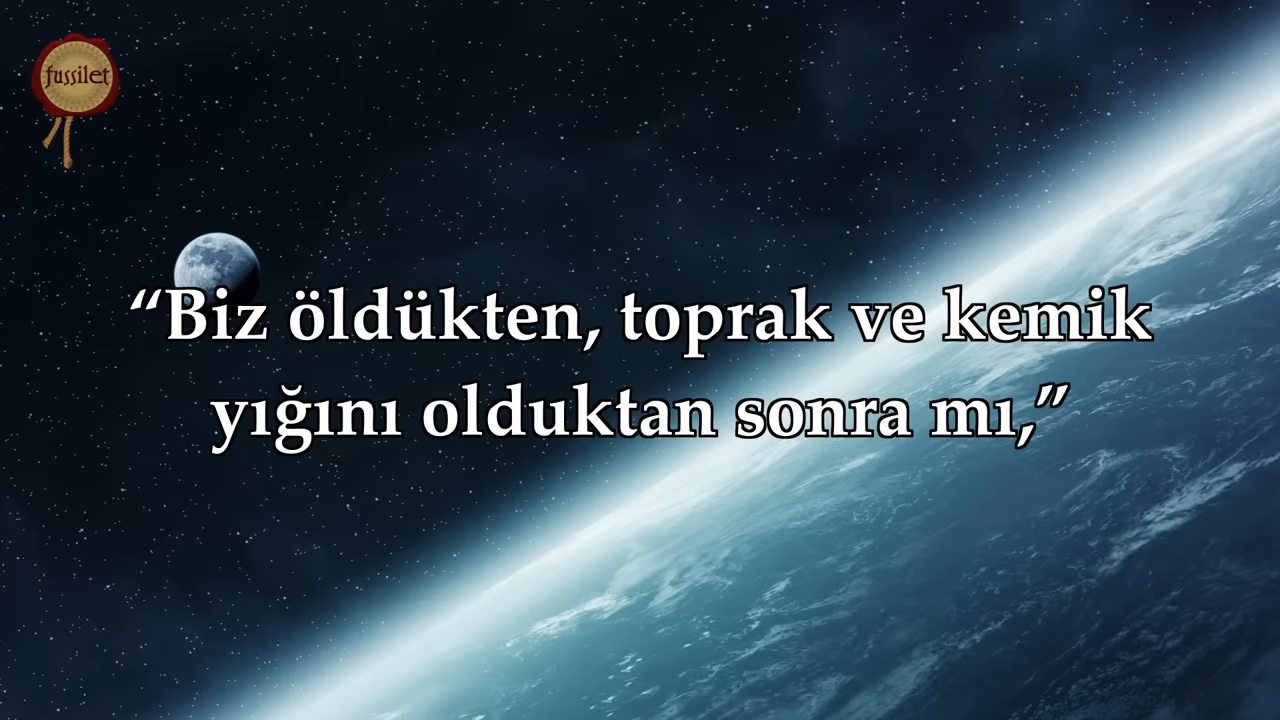 fussilet
“Biz öldükten, toprak ve kemik
yığını olduktan sonra mı,”